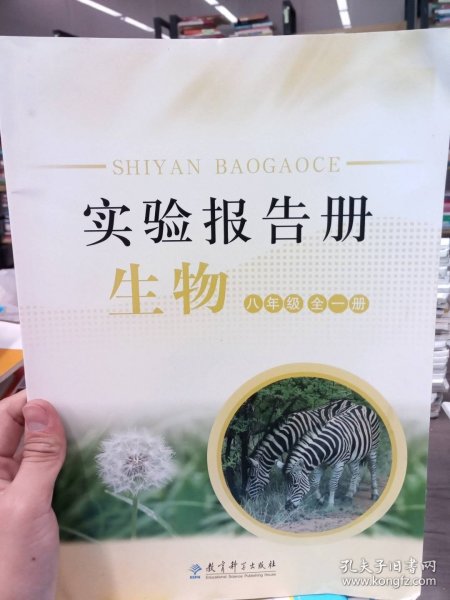 SHIYAN BAOGAOCE
实验报告册
生物 八年级 全一册
教育科学出版社
ESPH Educational Science Publishing House
孔夫子旧书网
www.kongfz.com